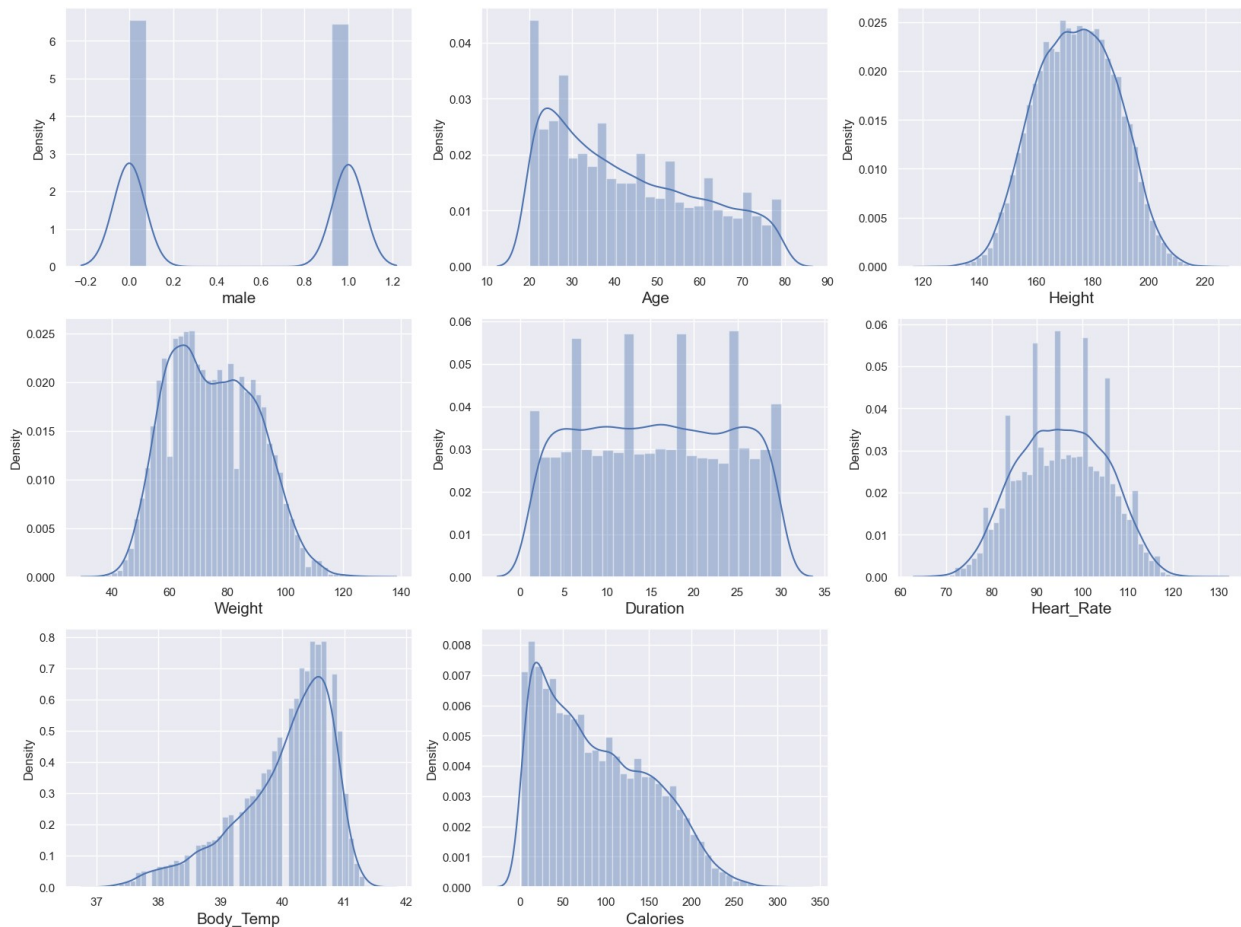 Density
6
5
4
3
2
1
0
−0.2 0.0 0.2 0.4 0.6 0.8 1.0 1.2
male
Density
0.04
0.03
0.02
0.01
0.00
10 20 30 40 50 60 70 80 90
Age
Density
0.025
0.020
0.015
0.010
0.005
0.000
120 140 160 180 200 220
Height
Density
0.025
0.020
0.015
0.010
0.005
0.000
40 60 80 100 120 140
Weight
Density
0.06
0.05
0.04
0.03
0.02
0.01
0.00
0 5 10 15 20 25 30 35
Duration
Density
0.06
0.05
0.04
0.03
0.02
0.01
0.00
60 70 80 90 100 110 120 130
Heart_Rate
Density
0.8
0.7
0.6
0.5
0.4
0.3
0.2
0.1
0.0
37 38 39 40 41 42
Body_Temp
Density
0.008
0.007
0.006
0.005
0.004
0.003
0.002
0.001
0.000
0 50 100 150 200 250 300 350
Calories